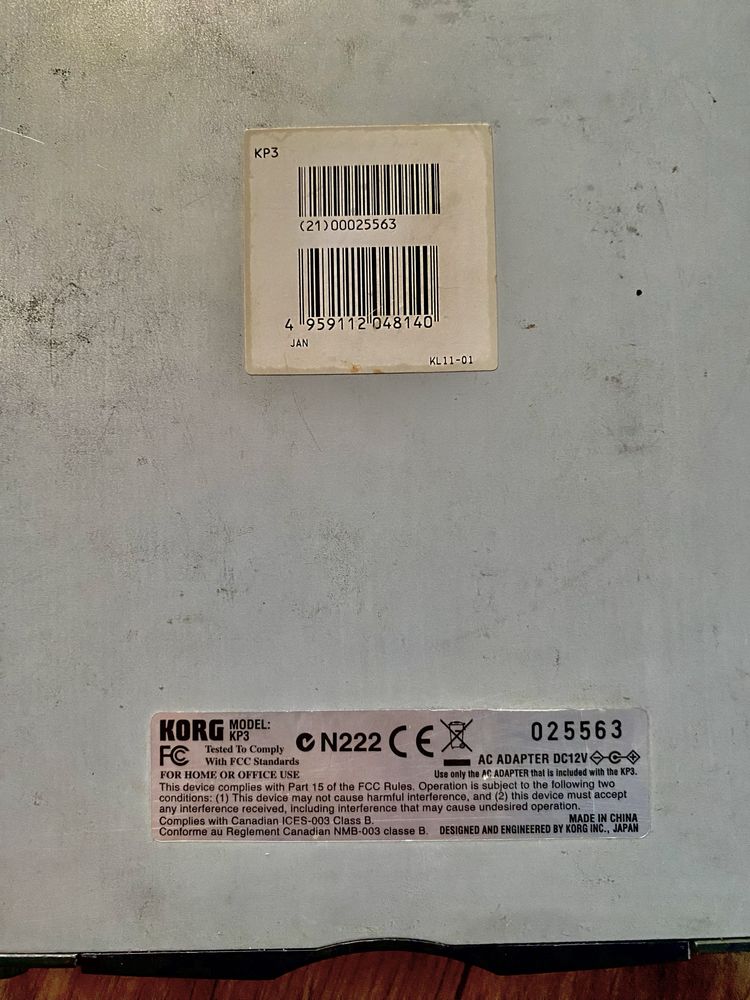 KP3
(21)00025563
4 959112 048140
JAN
KL11-01
KORG MODEL: KP3
025563
FC Tested To Comply With FCC Standards
N222 CE
AC ADAPTER DC12V
FOR HOME OR OFFICE USE
Use only the AC ADAPTER that is included with the KP3.
This device complies with Part 15 of the FCC Rules. Operation is subject to the following two
conditions: (1) This device may not cause harmful interference, and (2) this device must accept
any interference received, including interference that may cause undesired operation.
Complies with Canadian ICES-003 Class B.
MADE IN CHINA
Conforme au Reglement Canadian NMB-003 classe B.
DESIGNED AND ENGINEERED BY KORG INC., JAPAN